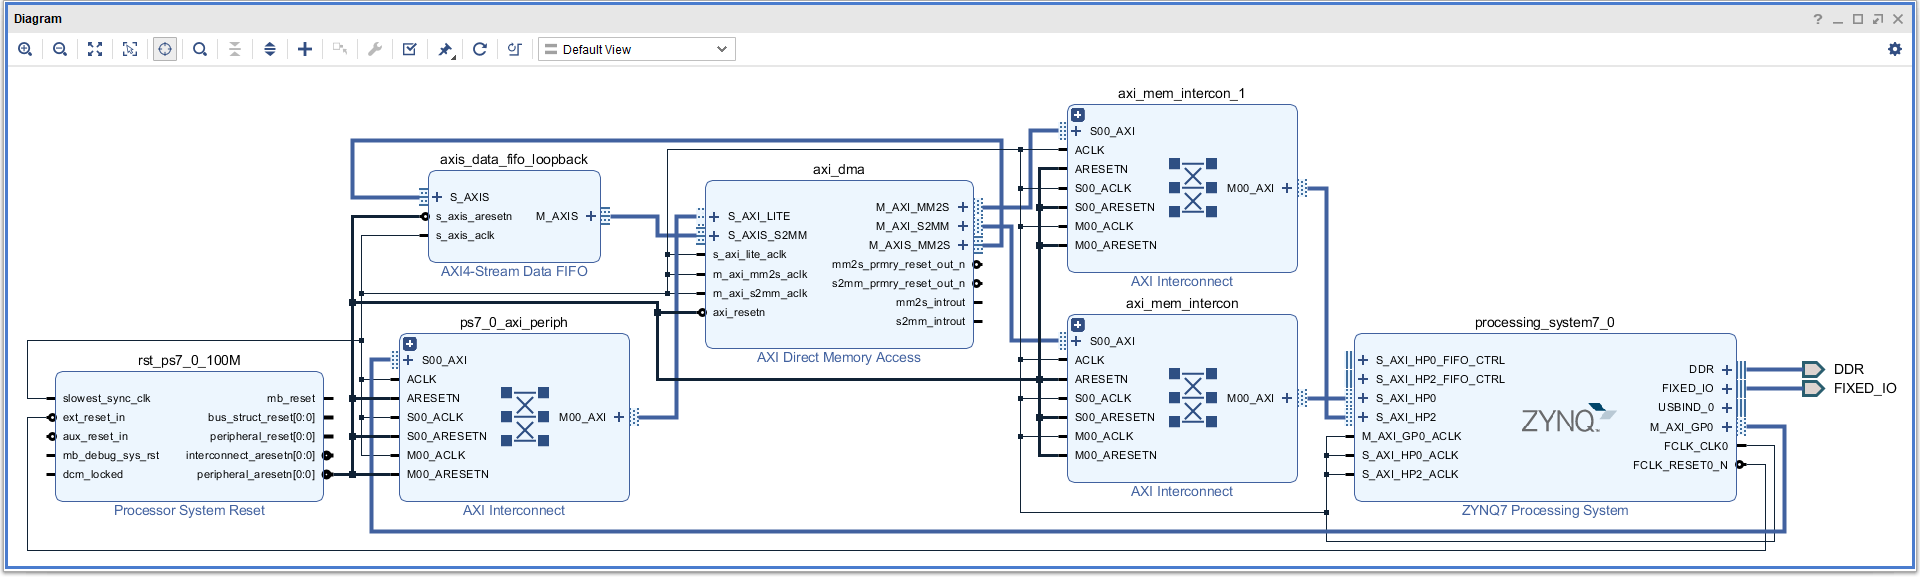 Diagram
Default View
axis_data_fifo_loopback
S_AXIS
s_axis_aresetn
s_axis_aclk
M_AXIS
AXI4-Stream Data FIFO
axi_dma
S_AXI_LITE
S_AXIS_S2MM
s_axi_lite_aclk
m_axi_mm2s_aclk
m_axi_s2mm_aclk
axi_resetn
M_AXI_MM2S
M_AXI_S2MM
M_AXIS_MM2S
mm2s_prmry_reset_out_n
s2mm_prmry_reset_out_n
mm2s_introut
s2mm_introut
AXI Direct Memory Access
axi_mem_intercon_1
S00_AXI
ACLK
ARESETN
S00_ACLK
S00_ARESETN
M00_ACLK
M00_ARESETN
M00_AXI
AXI Interconnect
axi_mem_intercon
S00_AXI
ACLK
ARESETN
S00_ACLK
S00_ARESETN
M00_ACLK
M00_ARESETN
M00_AXI
AXI Interconnect
rst_ps7_0_100M
slowest_sync_clk
ext_reset_in
aux_reset_in
mb_debug_sys_rst
dcm_locked
mb_reset
bus_struct_reset[0:0]
peripheral_reset[0:0]
interconnect_aresetn[0:0]
peripheral_aresetn[0:0]
Processor System Reset
ps7_0_axi_periph
S00_AXI
ACLK
ARESETN
S00_ACLK
S00_ARESETN
M00_ACLK
M00_ARESETN
M00_AXI
AXI Interconnect
processing_system7_0
S_AXI_HP0_FIFO_CTRL
S_AXI_HP2_FIFO_CTRL
S_AXI_HP0
S_AXI_HP2
M_AXI_GP0_ACLK
S_AXI_HP0_ACLK
S_AXI_HP2_ACLK
ZYNQ
DDR
FIXED_IO
USBIND_0
M_AXI_GP0
FCLK_CLK0
FCLK_RESET0_N
ZYNQ7 Processing System
DDR
FIXED_IO